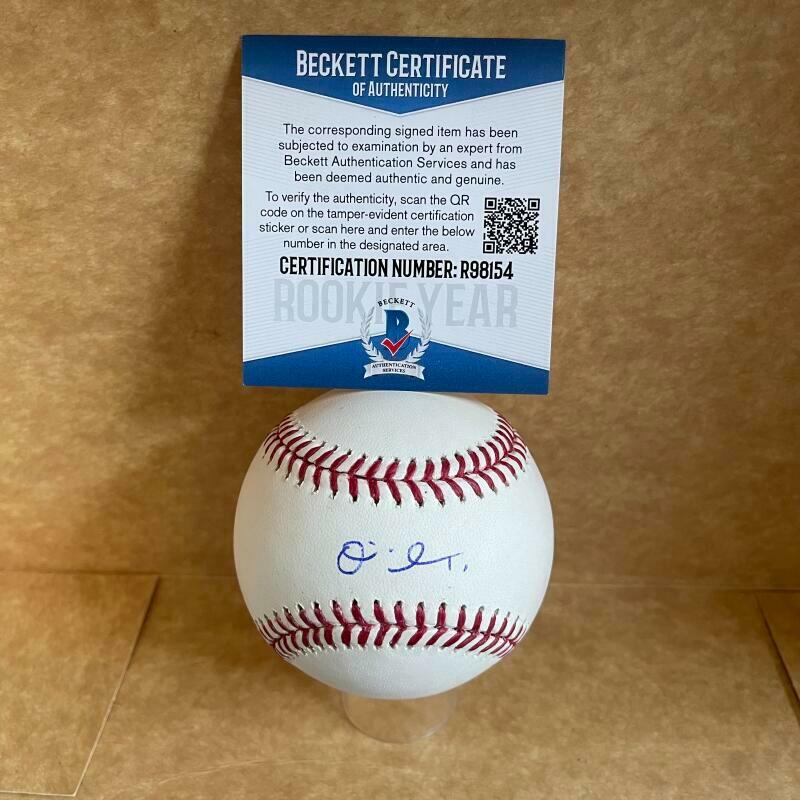 BECKETT CERTIFICATE
OF AUTHENTICITY
The corresponding signed item has been
subjected to examination by an expert from
Beckett Authentication Services and has
been deemed authentic and genuine.
To verify the authenticity, scan the QR
code on the tamper-evident certification
sticker or scan here and enter the below
number in the designated area.
CERTIFICATION NUMBER: R98154
ROOKIE YEAR
BECKETT
B
AUTHENTICATION
SERVICES